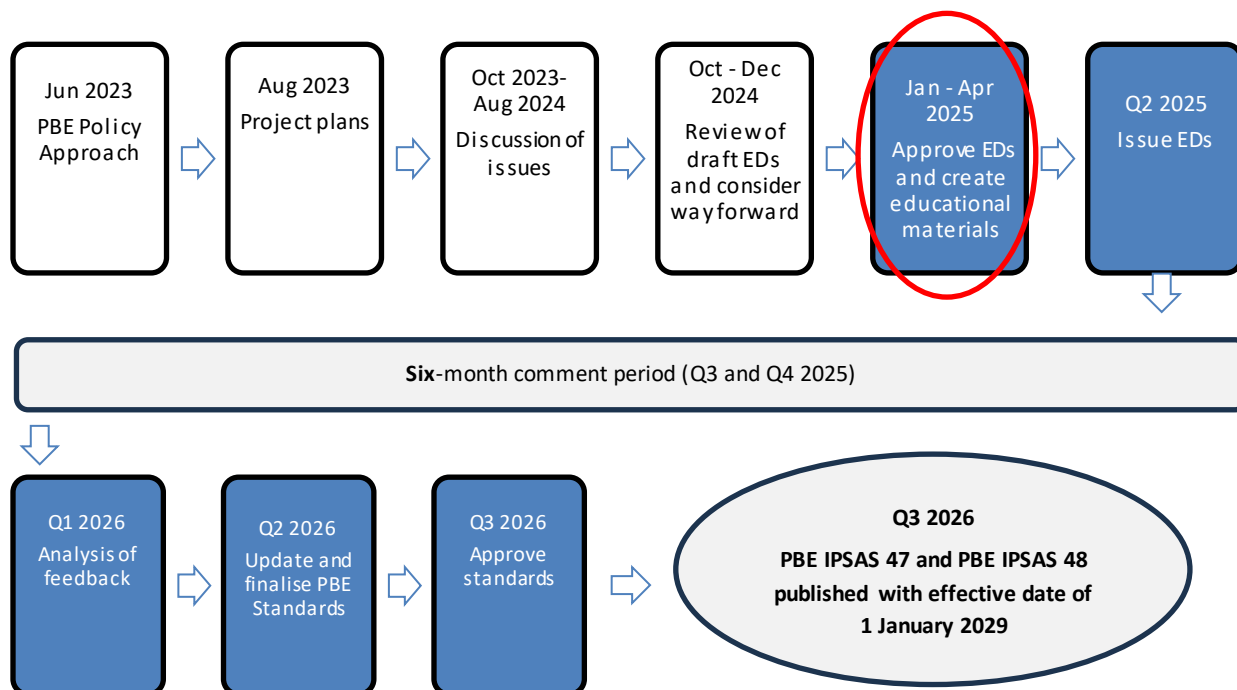 Jun 2023
PBE Policy
Approach
Aug 2023
Project plans
Oct 2023-
Aug 2024
Discussion of
issues
Oct - Dec
2024
Review of
draft EDs
and consider
way forward
Jan - Apr
2025
Approve EDs
and create
educational
materials
Q2 2025
Issue EDs
Six-month comment period (Q3 and Q4 2025)
Q1 2026
Analysis of
feedback
Q2 2026
Update and
finalise PBE
Standards
Q3 2026
Approve
standards
Q3 2026
PBE IPSAS 47 and PBE IPSAS 48
published with effective date of
1 January 2029